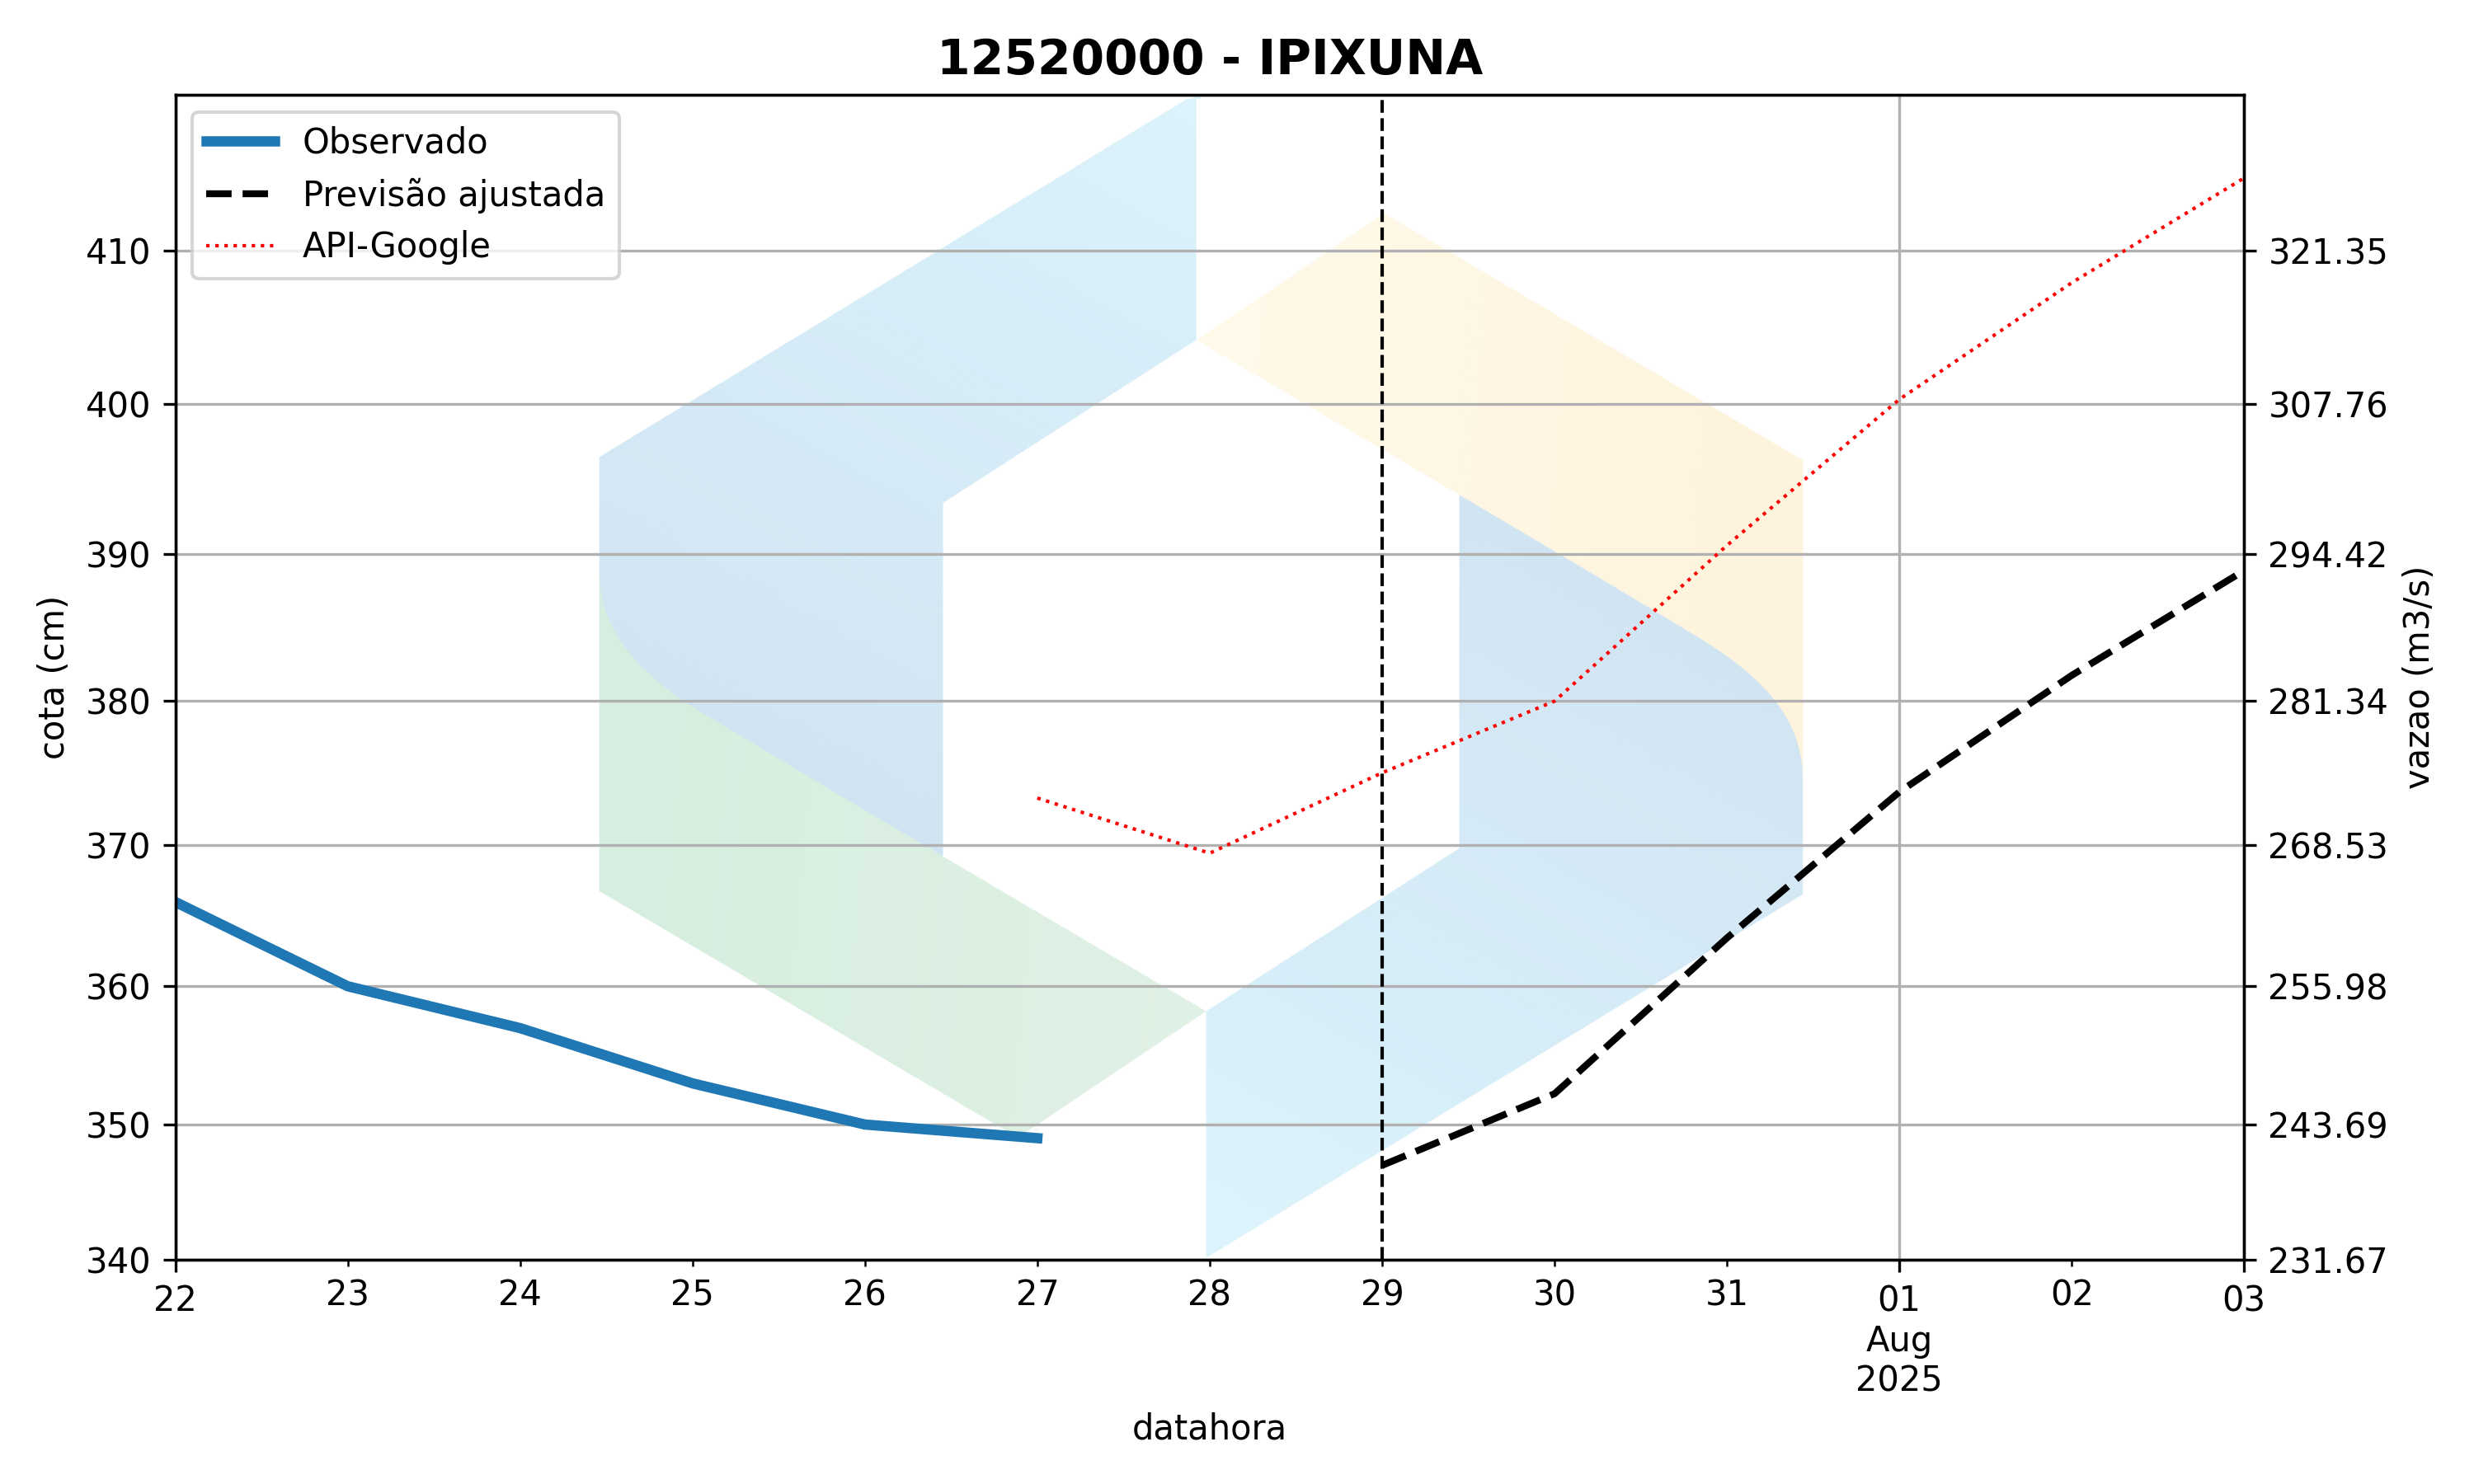 12520000 - IPIXUNA
Observado
Previsão ajustada
API-Google
cota (cm)
410
400
390
380
370
360
350
340
321.35
307.76
294.42
281.34
268.53
255.98
243.69
231.67
vazao (m3/s)
22 23 24 25 26 27 28 29 30 31 01 02 03
Aug
2025
datahora